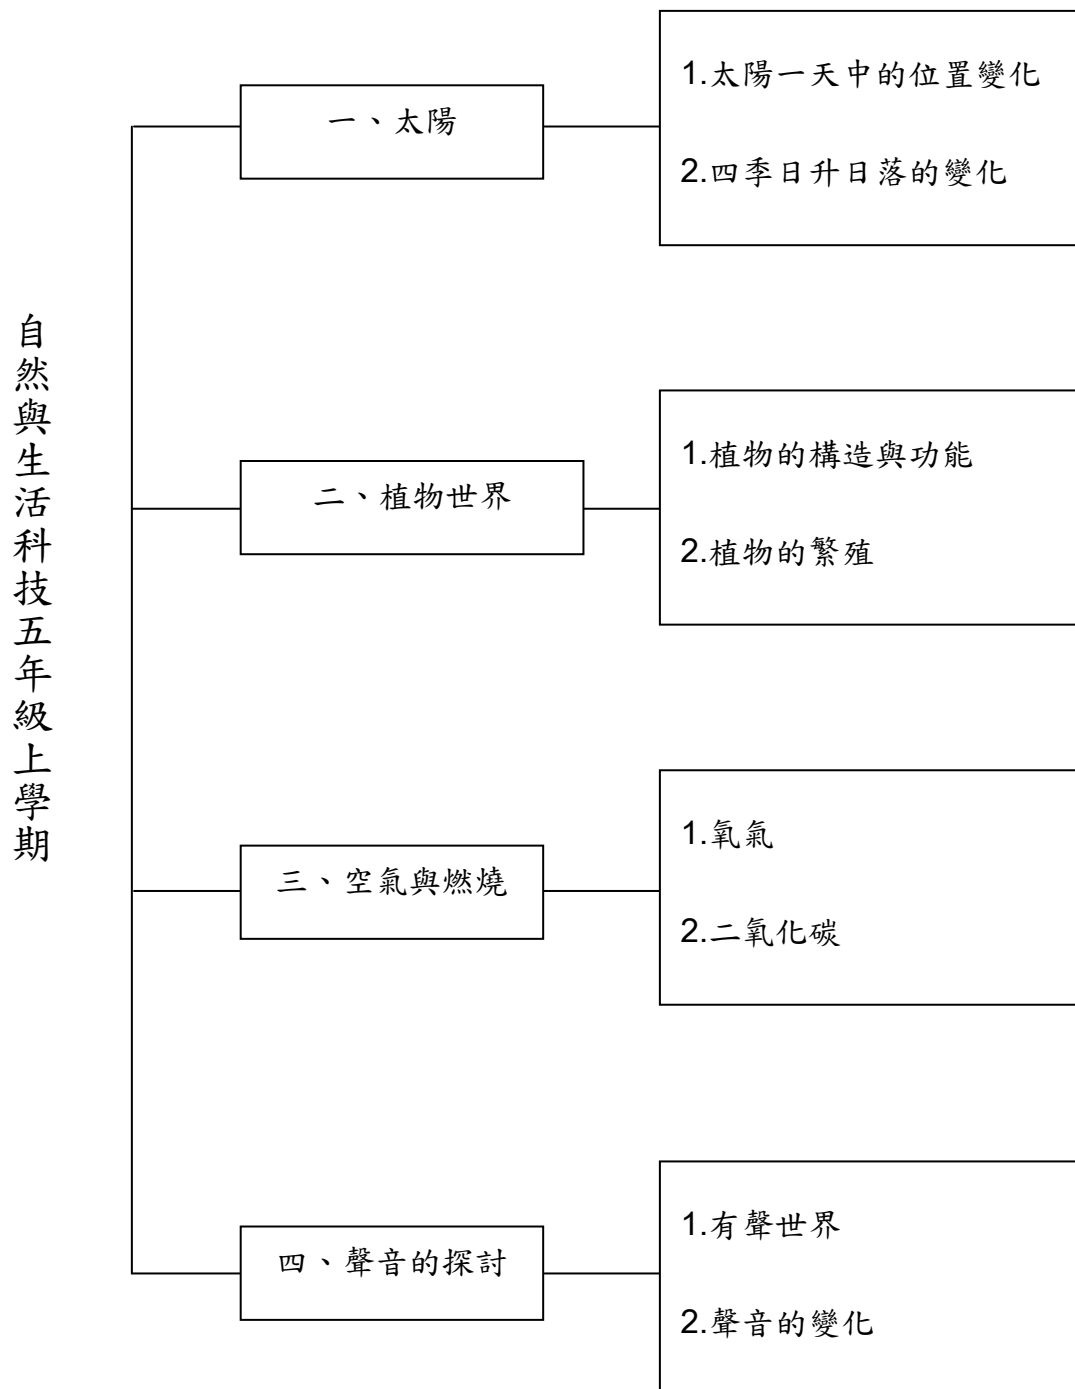 自然與生活科技五年級上學期
一、太陽
1.太陽一天中的位置變化
2.四季日升日落的變化
二、植物世界
1.植物的構造與功能
2.植物的繁殖
三、空氣與燃燒
1.氧氣
2.二氧化碳
四、聲音的探討
1.有聲世界
2.聲音的變化